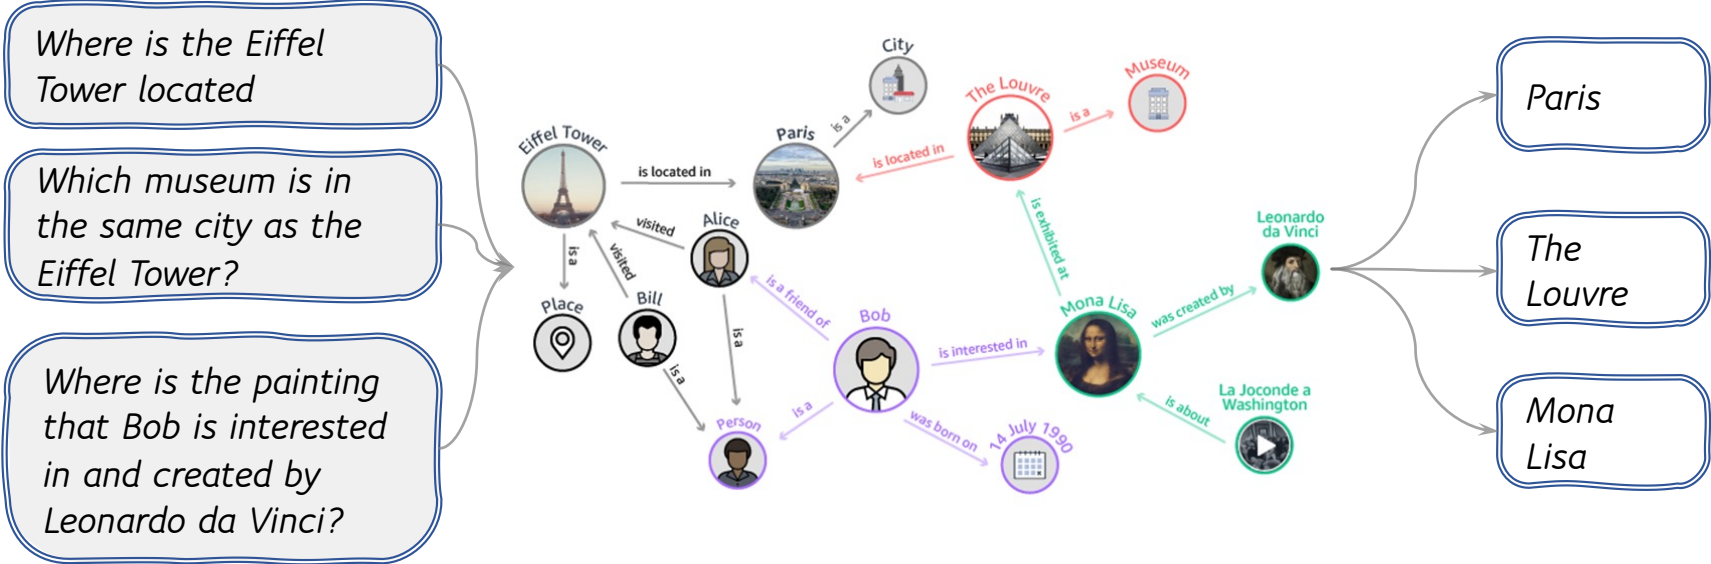 Where is the Eiffel
Tower located
Which museum is in
the same city as the
Eiffel Tower?
Where is the painting
that Bob is interested
in and created by
Leonardo da Vinci?
City
Museum
The Louvre
is a
is a
Paris
Eiffel Tower
is located in
is located in
Alice
visited
visited
is a
is exhibited at
Leonardo
da Vinci
Place
Bill
is a friend of
Bob
Mona Lisa
was created by
is a
is interested in
is a
La Joconde a
Washington
is about
Person
is a
was born on
14 July 1990
Paris
The
Louvre
Mona
Lisa